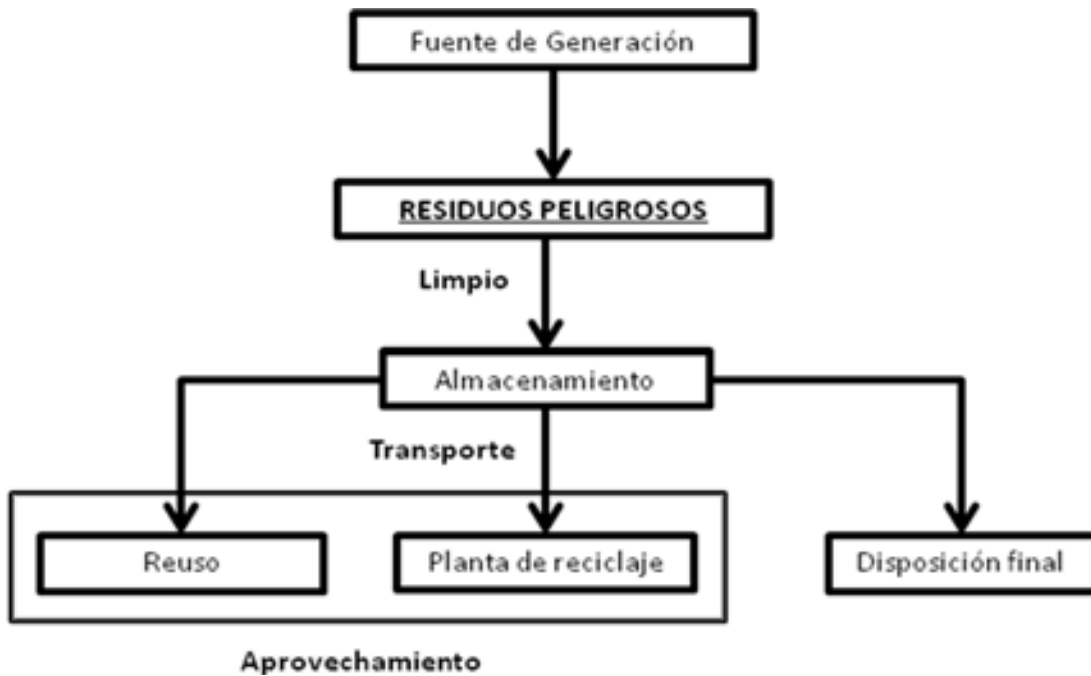 Fuente de Generación
RESIDUOS PELIGROSOS
Limpio
Almacenamiento
Transporte
Reuso
Planta de reciclaje
Disposición final
Aprovechamiento